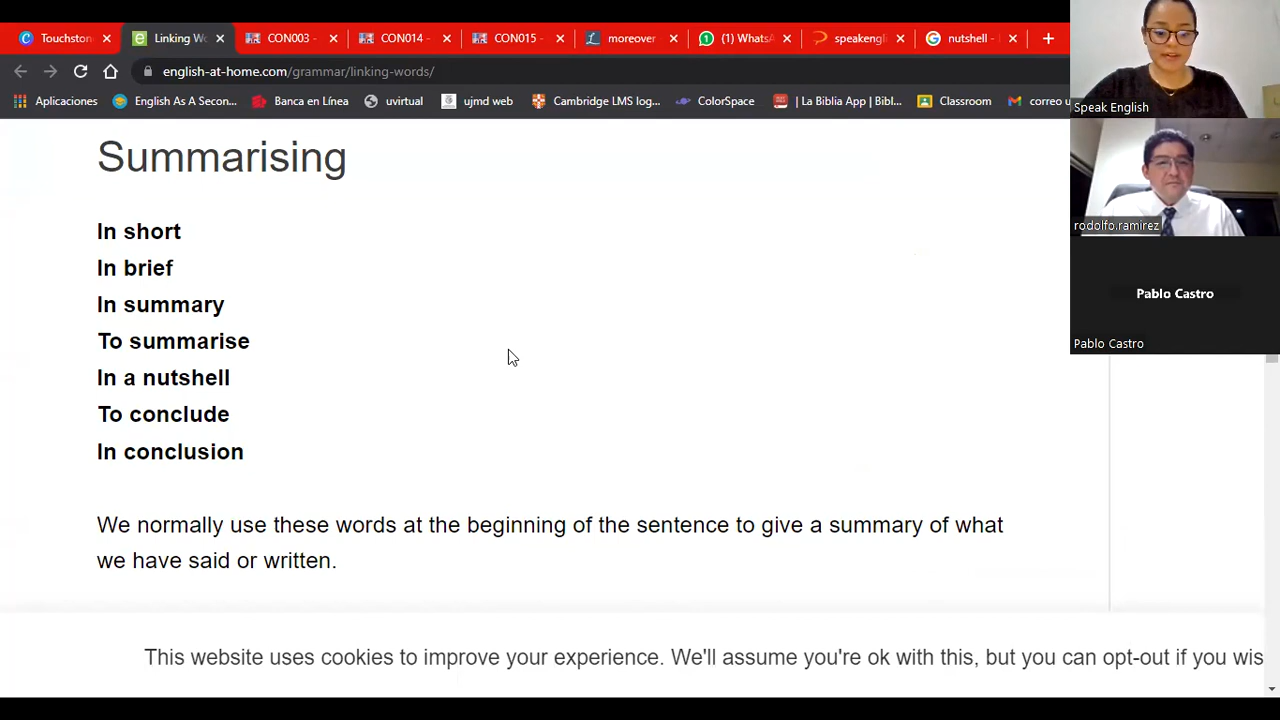 Touchston
Linking Wo
CON003 -
CON014 -
CON015 -
moreover
(1) Whats
speakengl
nutshell -
english-at-home.com/grammar/linking-words/
Aplicaciones
English As A Secon...
Banca en Línea
uvirtual
ujmd web
Cambridge LMS log...
ColorSpace
| La Biblia App | Bibl...
Classroom
correo u
Speak English
rodolfo.ramirez
Pablo Castro
Pablo Castro
Summarising
In short
In brief
In summary
To summarise
In a nutshell
To conclude
In conclusion
We normally use these words at the beginning of the sentence to give a summary of what
we have said or written.
This website uses cookies to improve your experience. We'll assume you're ok with this, but you can opt-out if you wis